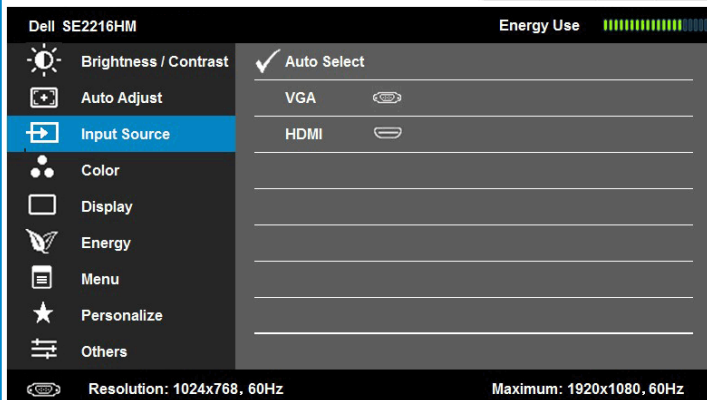 Dell SE2216HM Energy Use
Brightness / Contrast
Auto Adjust
Input Source
Color
Display
Energy
Menu
Personalize
Others
Auto Select
VGA
HDMI
Resolution: 1024x768, 60Hz Maximum: 1920x1080, 60Hz